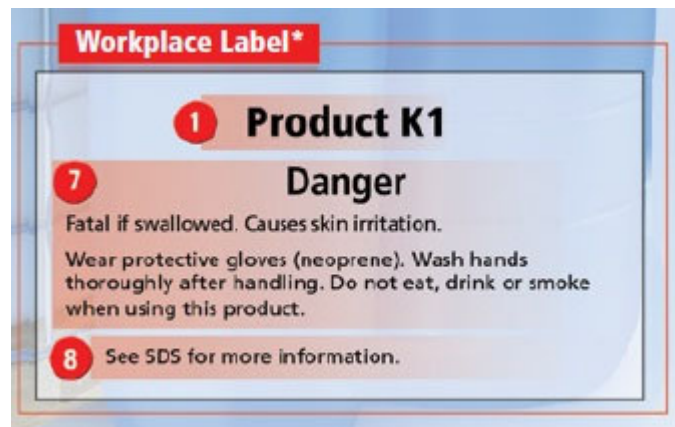 Workplace Label*
1 Product K1
7 Danger
Fatal if swallowed. Causes skin irritation.
Wear protective gloves (neoprene). Wash hands
thoroughly after handling. Do not eat, drink or smoke
when using this product.
8 See SDS for more information.